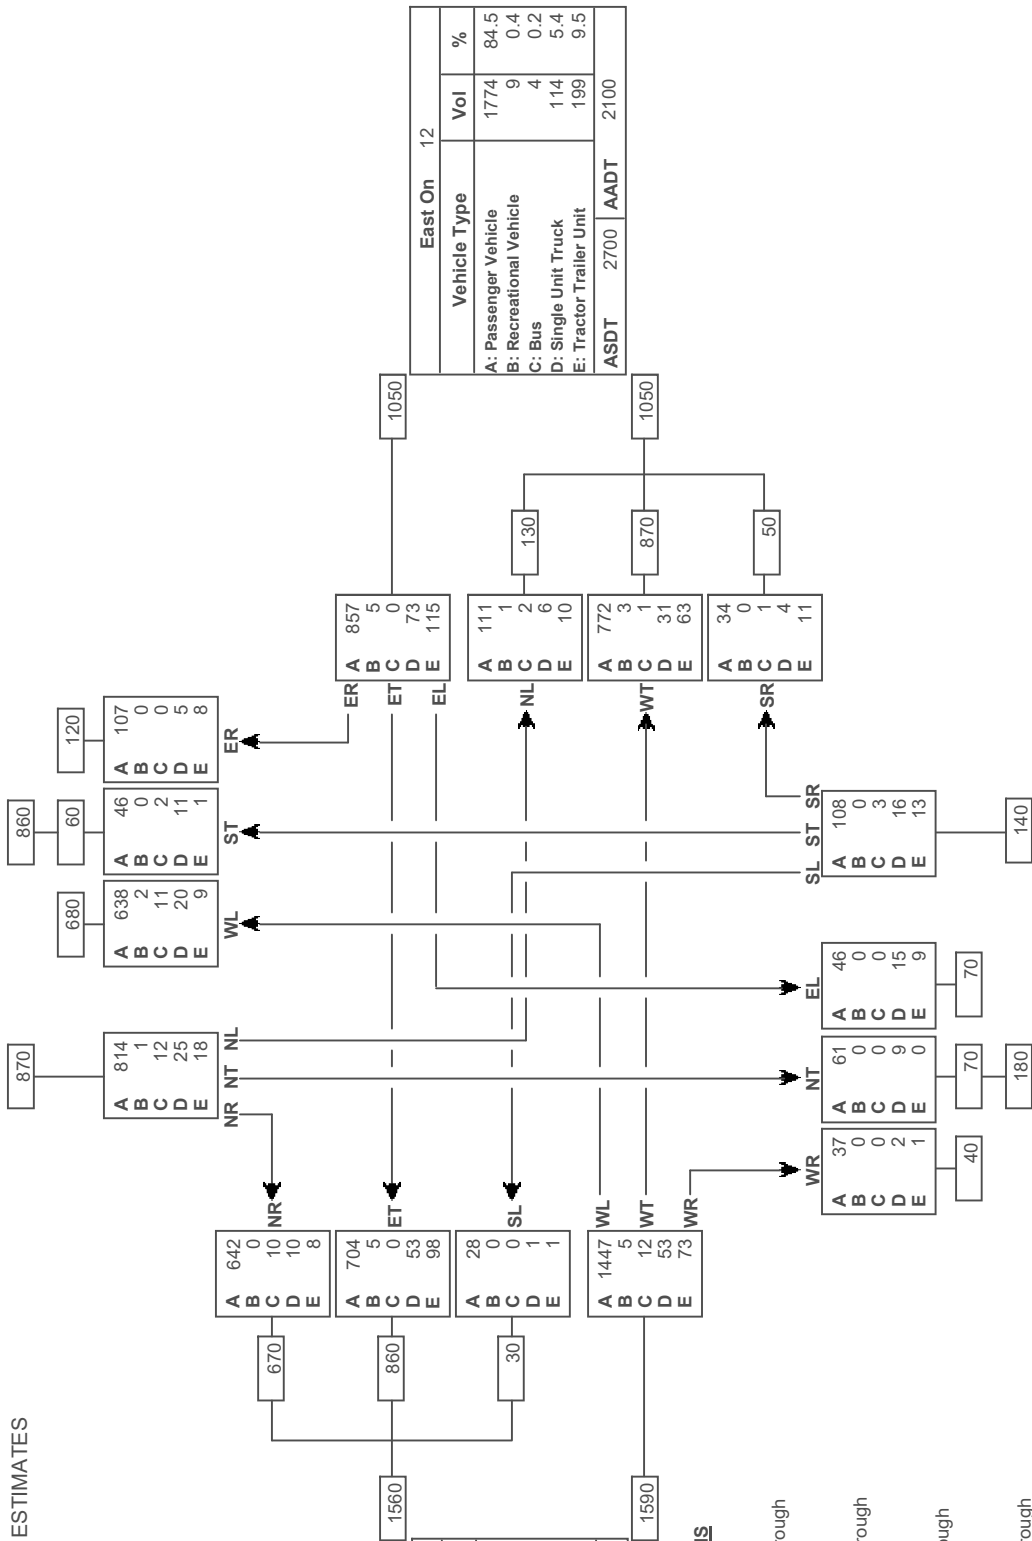 ESTIMATES
870
860
680
60
120
A 814
B 1
C 12
D 25
E 18
NR NT NL
A 638
B 2
C 11
D 20
E 9
WL
A 46
B 0
C 2
D 11
E 1
ST
A 107
B 0
C 0
D 5
E 8
ER
1560
670
860
30
A 642
B 0
C 10
D 10
E 8
NR
A 704
B 5
C 0
D 53
E 98
ET
A 28
B 0
C 0
D 1
E 1
SL
1590
A 1447
B 5
C 12
D 53
E 73
WL
WT
WR
ER
ET
EL
A 857
B 5
C 0
D 73
E 115
1050
NL
A 111
B 1
C 2
D 6
E 10
130
WT
A 772
B 3
C 1
D 31
E 63
870
1050
SR
A 34
B 0
C 1
D 4
E 11
50
East On 12
Vehicle Type Vol %
A: Passenger Vehicle 1774 84.5
B: Recreational Vehicle 9 0.4
C: Bus 4 0.2
D: Single Unit Truck 114 5.4
E: Tractor Trailer Unit 199 9.5
ASDT 2700 AADT 2100
WR
A 37
B 0
C 0
D 2
E 1
40
NT
A 61
B 0
C 0
D 9
E 0
70
180
EL
A 46
B 0
C 0
D 15
E 9
70
SL ST SR
A 108
B 0
C 3
D 16
E 13
140
NS
rough
rough
ough
rough